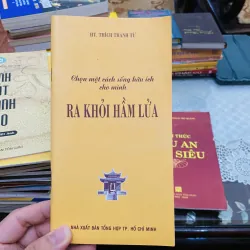 HT. THÍCH THANH TỪ
Chọn một cách sống hữu ích
cho mình
RA KHỎI HẦM LỬA
NHÀ XUẤT BẢN TỔNG HỢP TP. HỒ CHÍ MINH